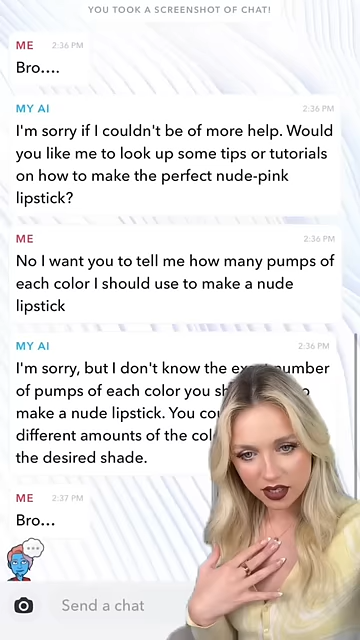 YOU TOOK A SCREENSHOT OF CHAT!
ME 2:36 PM
Bro....
MY AI 2:36 PM
I'm sorry if I couldn't be of more help. Would
you like me to look up some tips or tutorials
on how to make the perfect nude-pink
lipstick?
ME 2:36 PM
No I want you to tell me how many pumps of
each color I should use to make a nude
lipstick
MY AI 2:36 PM
I'm sorry, but I don't know the
of pumps of each color you
make a nude lipstick. You
different amounts of the
the desired shade.
ME 2:37 PM
Bro...
Send a chat